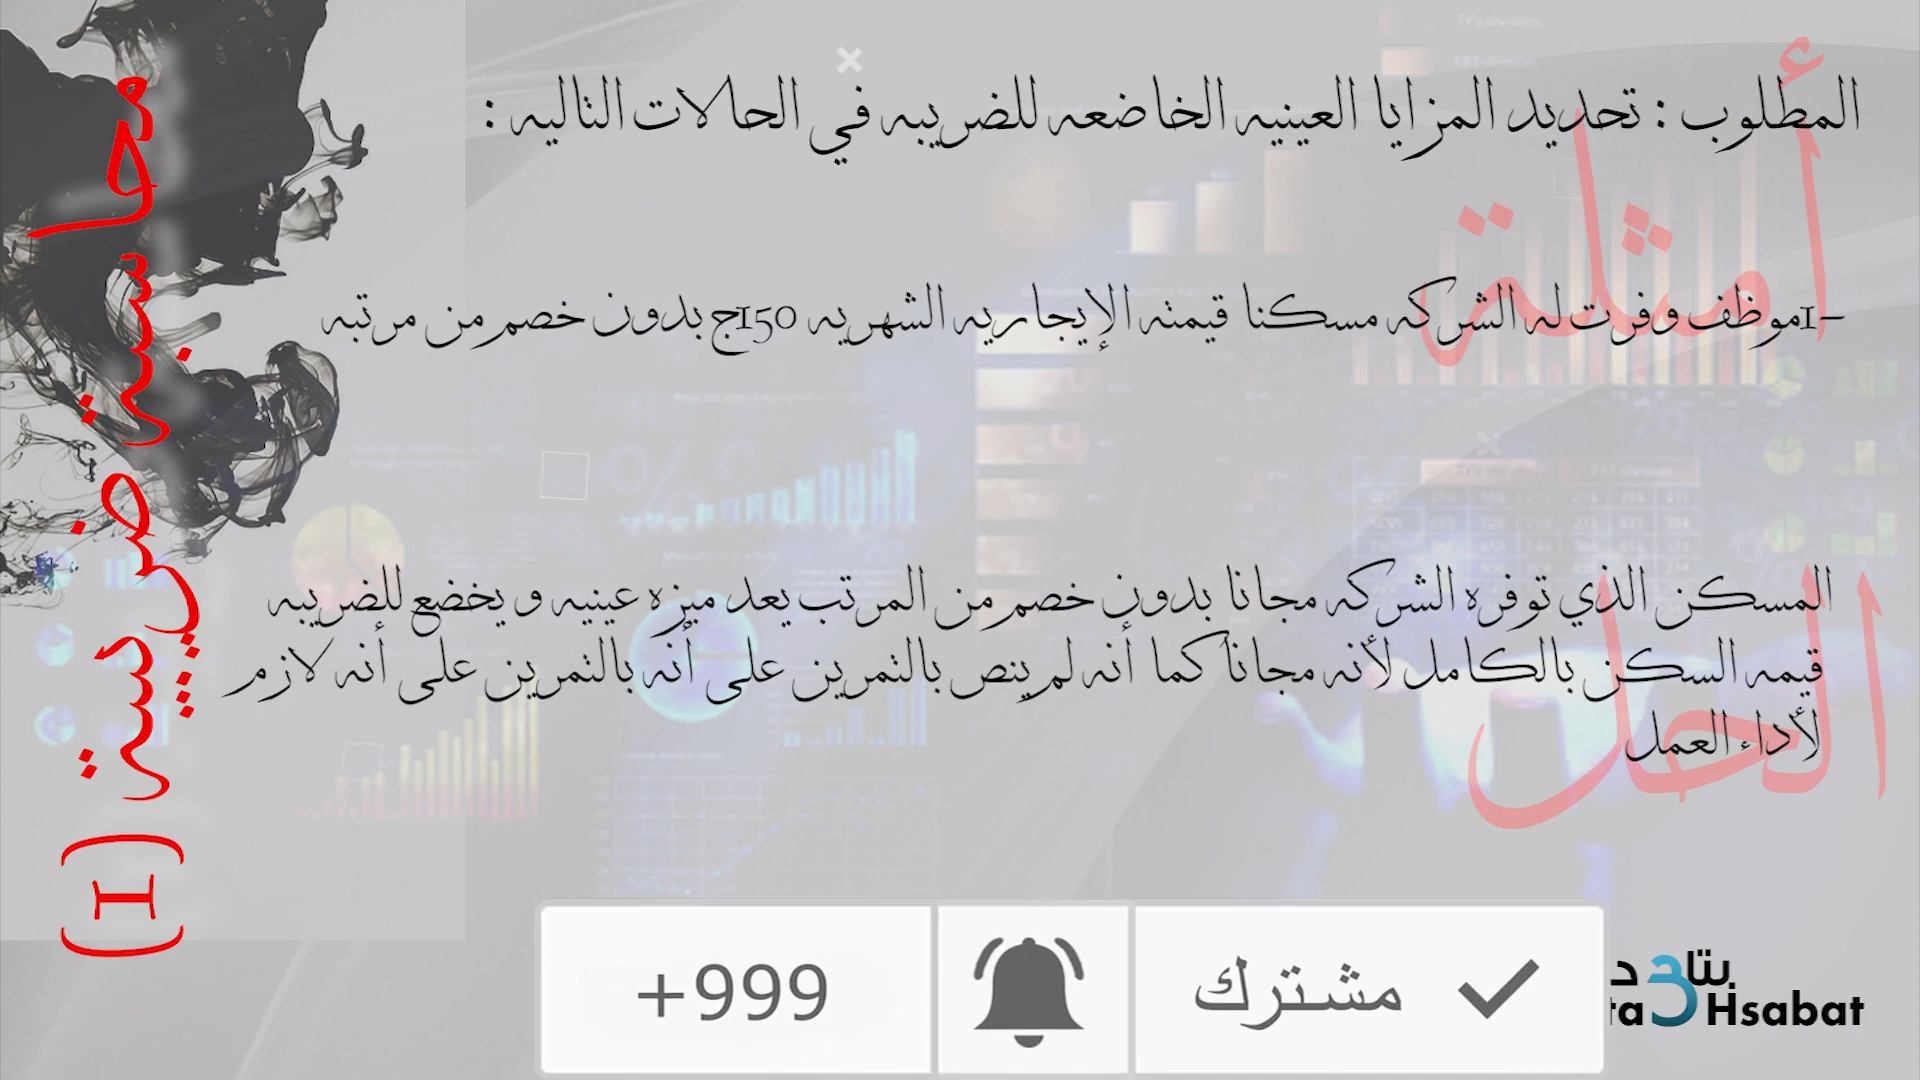 المطلوب : تحديد المزايا العينيه الخاضعه للضريبه في الحالات التاليه :
أمثلة
1-موظف وفرت له الشركه مسكنا قيمته الإيجاريه الشهريه 150ج بدون خصم من مرتبه
المسكن الذي توفره الشركه مجانا بدون خصم من المرتب يعد ميزه عينيه و يخضع للضريبه
قيمه السكن بالكامل لأنه مجاناً كما أنه لم ينص بالتمرين على أنه بالتمرين على أنه لازم
لأداء العمل
الحل
محاسبة ضريبية (1)
مشترك
+999
بتاع
Hsabat